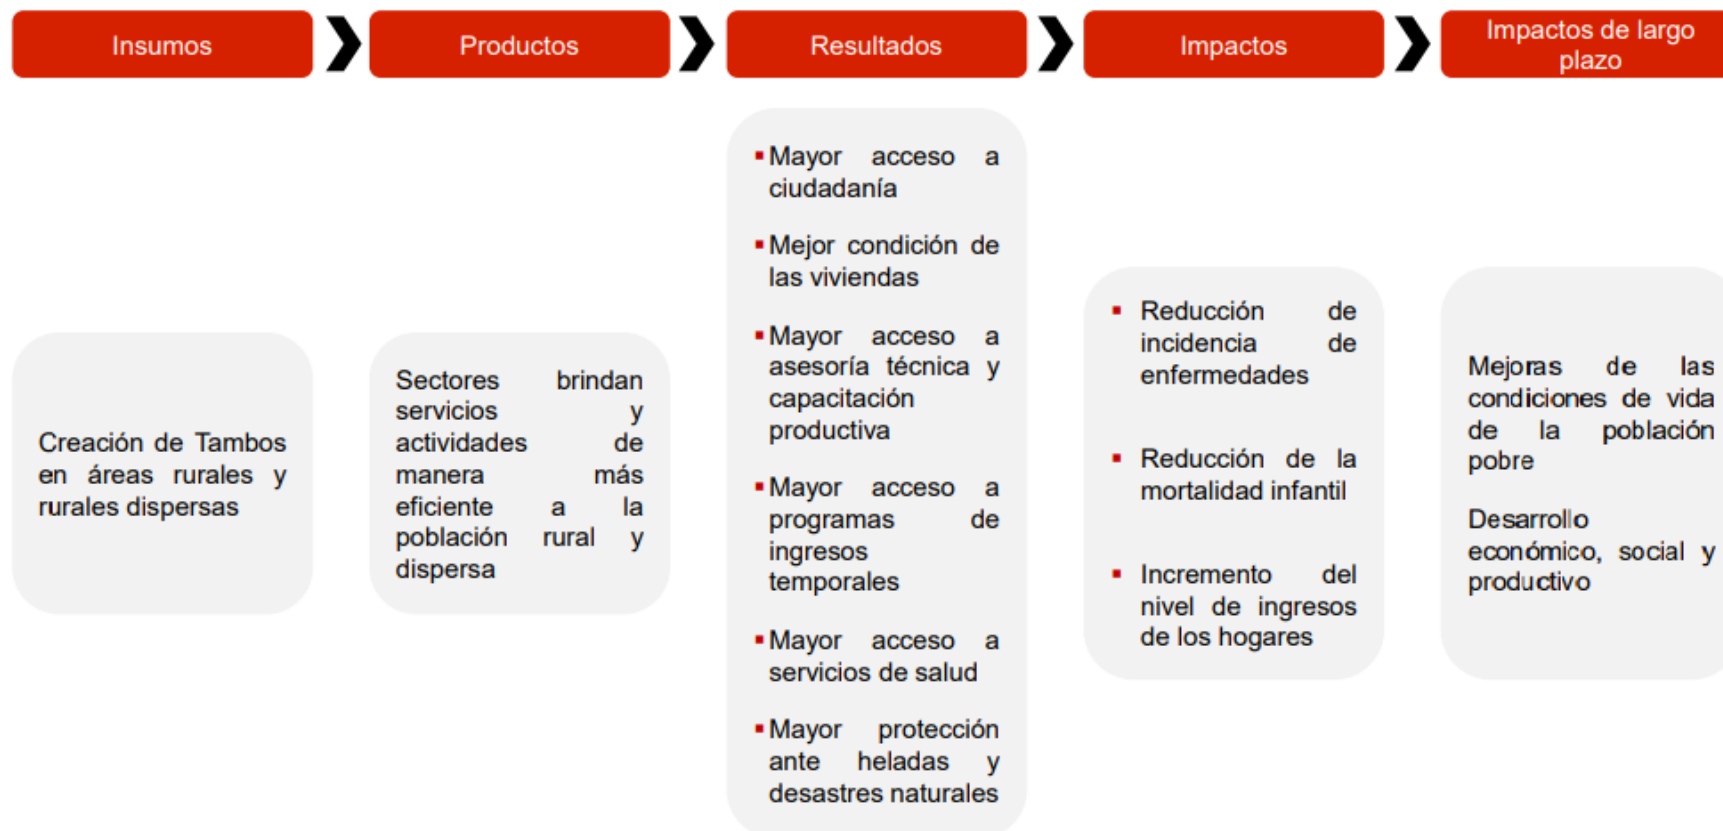 Insumos
Productos
Resultados
Impactos
Impactos de largo
plazo
Creación de Tambos
en áreas rurales y
rurales dispersas
Sectores brindan
servicios y
actividades de
manera más
eficiente a la
población rural y
dispersa
▪ Mayor acceso a
ciudadanía
▪ Mejor condición de
las viviendas
▪ Mayor acceso a
asesoría técnica y
capacitación
productiva
▪ Mayor acceso a
programas de
ingresos
temporales
▪ Mayor acceso a
servicios de salud
▪ Mayor protección
ante heladas y
desastres naturales
▪ Reducción de
incidencia de
enfermedades
▪ Reducción de la
mortalidad infantil
▪ Incremento del
nivel de ingresos
de los hogares
Mejoras de las
condiciones de vida
de la población
pobre
Desarrollo
económico, social y
productivo